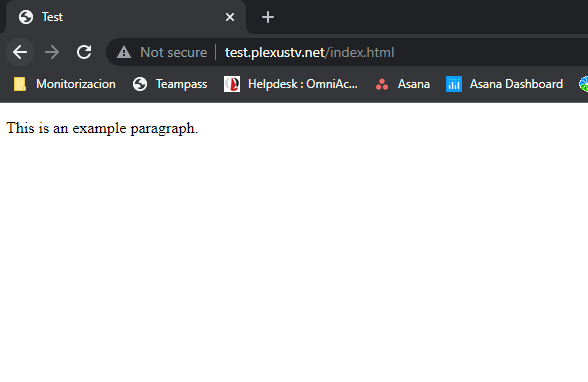 Test
Not secure test.plexustv.net/index.html
Monitorizacion Teampass Helpdesk : OmniAc... Asana Asana Dashboard
This is an example paragraph.